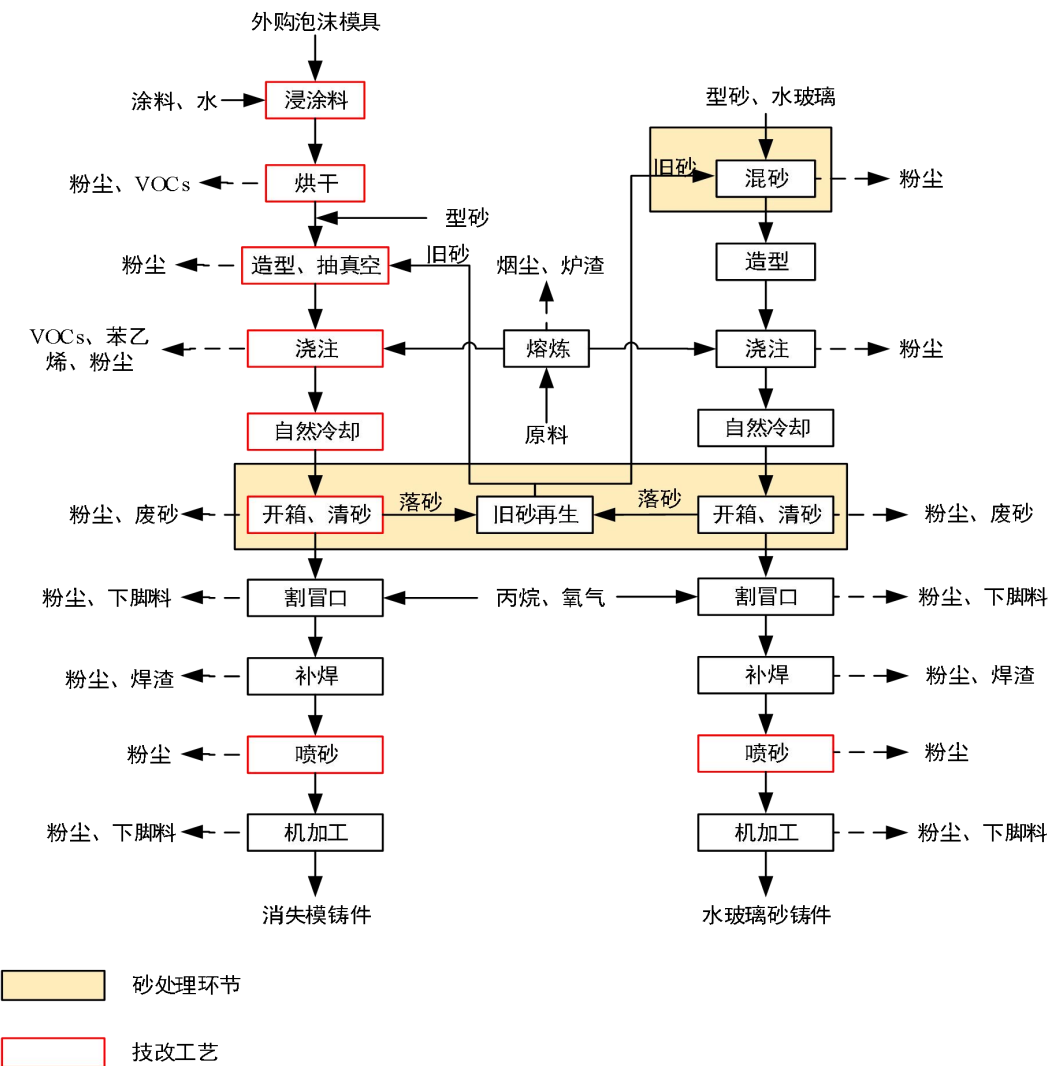 外购泡沫模具
涂料、水
浸涂料
型砂、水玻璃
粉尘、VOCs
烘干
旧砂
混砂
粉尘
型砂
粉尘
造型、抽真空
旧砂
烟尘、炉渣
造型
VOCs、苯乙
烯、粉尘
浇注
熔炼
浇注
粉尘
自然冷却
原料
自然冷却
粉尘、废砂
开箱、清砂
落砂
旧砂再生
落砂
开箱、清砂
粉尘、废砂
粉尘、下脚料
割冒口
丙烷、氧气
割冒口
粉尘、下脚料
粉尘、焊渣
补焊
补焊
粉尘、焊渣
粉尘
喷砂
喷砂
粉尘
粉尘、下脚料
机加工
机加工
粉尘、下脚料
消失模铸件
水玻璃砂铸件
砂处理环节
技改工艺